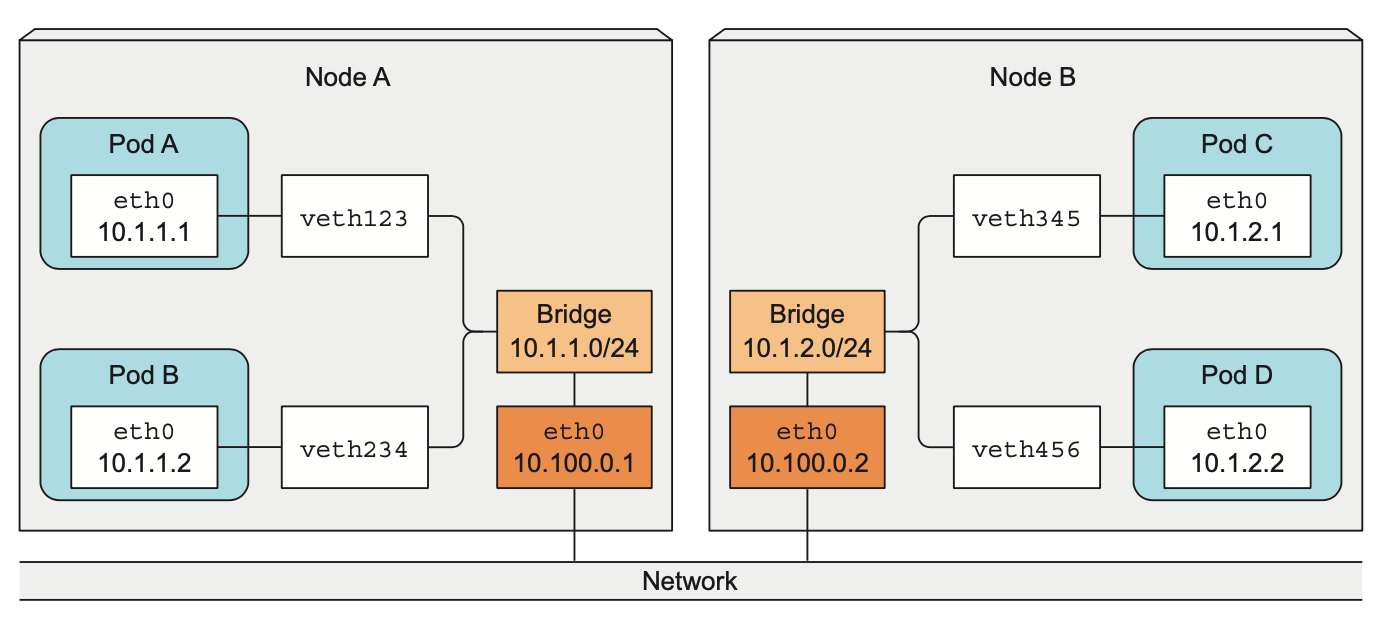 Node A
Pod A
eth0
10.1.1.1
veth123
Bridge
10.1.1.0/24
Pod B
eth0
10.1.1.2
veth234
eth0
10.100.0.1
Node B
Pod C
eth0
10.1.2.1
veth345
Bridge
10.1.2.0/24
Pod D
eth0
10.1.2.2
veth456
eth0
10.100.0.2
Network